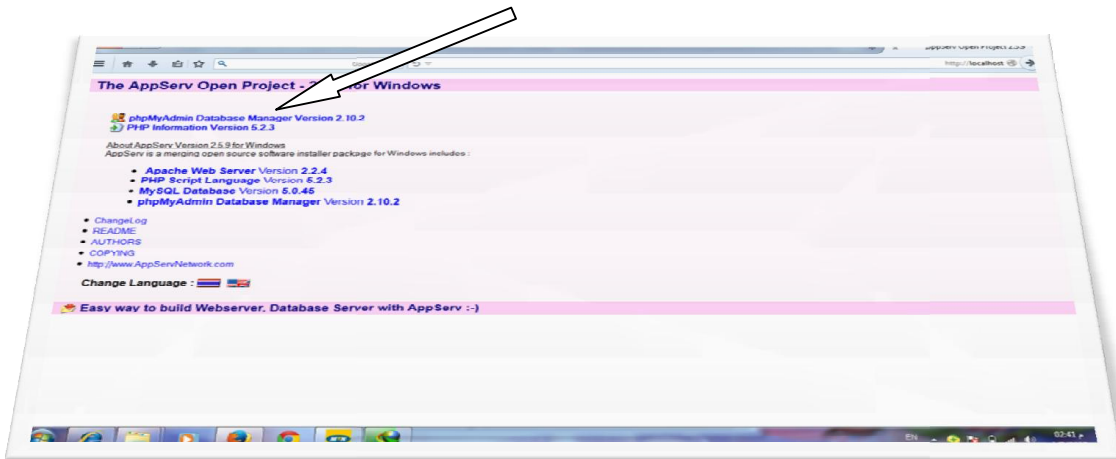 AppServ Open Project 2.5.9
http://localhost
The AppServ Open Project - for Windows
phpMyAdmin Database Manager Version 2.10.2
PHP Information Version 5.2.3
About AppServ Version 2.5.9 for Windows
AppServ is a merging open source software installer package for Windows includes :
• Apache Web Server Version 2.2.4
• PHP Script Language Version 5.2.3
• MySQL Database Version 5.0.45
• phpMyAdmin Database Manager Version 2.10.2
• ChangeLog
• README
• AUTHORS
• COPYING
• http://www.AppServNetwork.com
Change Language :
Easy way to build Webserver, Database Server with AppServ :-)
EN
02:41 م